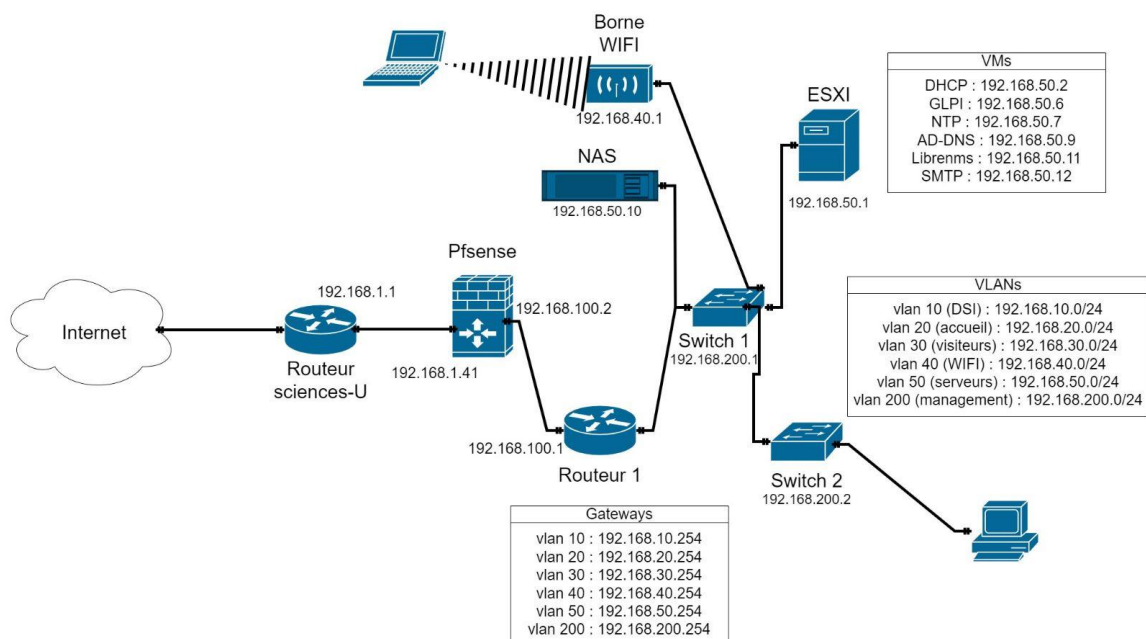 Borne
WIFI
192.168.40.1
ESXI
192.168.50.1
VMs
DHCP : 192.168.50.2
GLPI : 192.168.50.6
NTP : 192.168.50.7
AD-DNS : 192.168.50.9
Librenms : 192.168.50.11
SMTP : 192.168.50.12
NAS
192.168.50.10
Pfsense
192.168.1.1
192.168.100.2
Internet
Routeur
sciences-U
192.168.1.41
Switch 1
192.168.200.1
VLANs
vlan 10 (DSI) : 192.168.10.0/24
vlan 20 (accueil) : 192.168.20.0/24
vlan 30 (visiteurs) : 192.168.30.0/24
vlan 40 (WIFI) : 192.168.40.0/24
vlan 50 (serveurs) : 192.168.50.0/24
vlan 200 (management) : 192.168.200.0/24
192.168.100.1
Routeur 1
Switch 2
192.168.200.2
Gateways
vlan 10 : 192.168.10.254
vlan 20 : 192.168.20.254
vlan 30 : 192.168.30.254
vlan 40 : 192.168.40.254
vlan 50 : 192.168.50.254
vlan 200 : 192.168.200.254